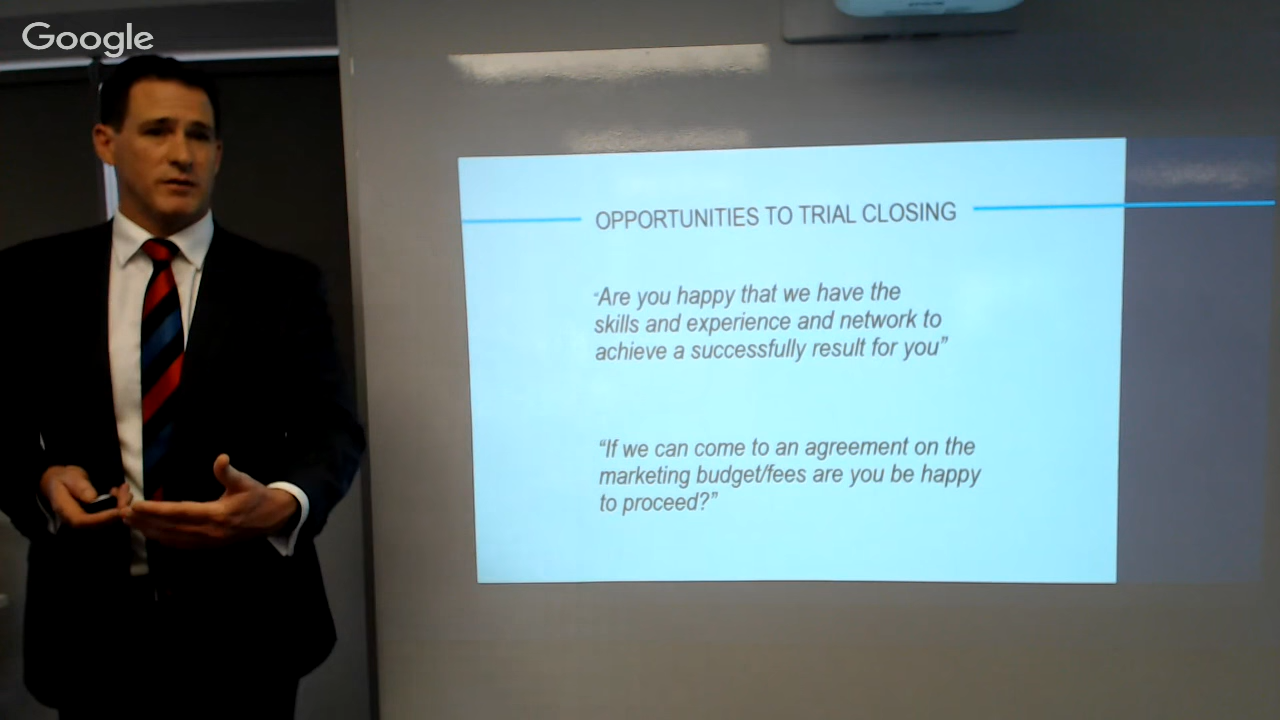 Google
OPPORTUNITIES TO TRIAL CLOSING
“Are you happy that we have the
skills and experience and network to
achieve a successfully result for you”
“If we can come to an agreement on the
marketing budget/fees are you be happy
to proceed?”